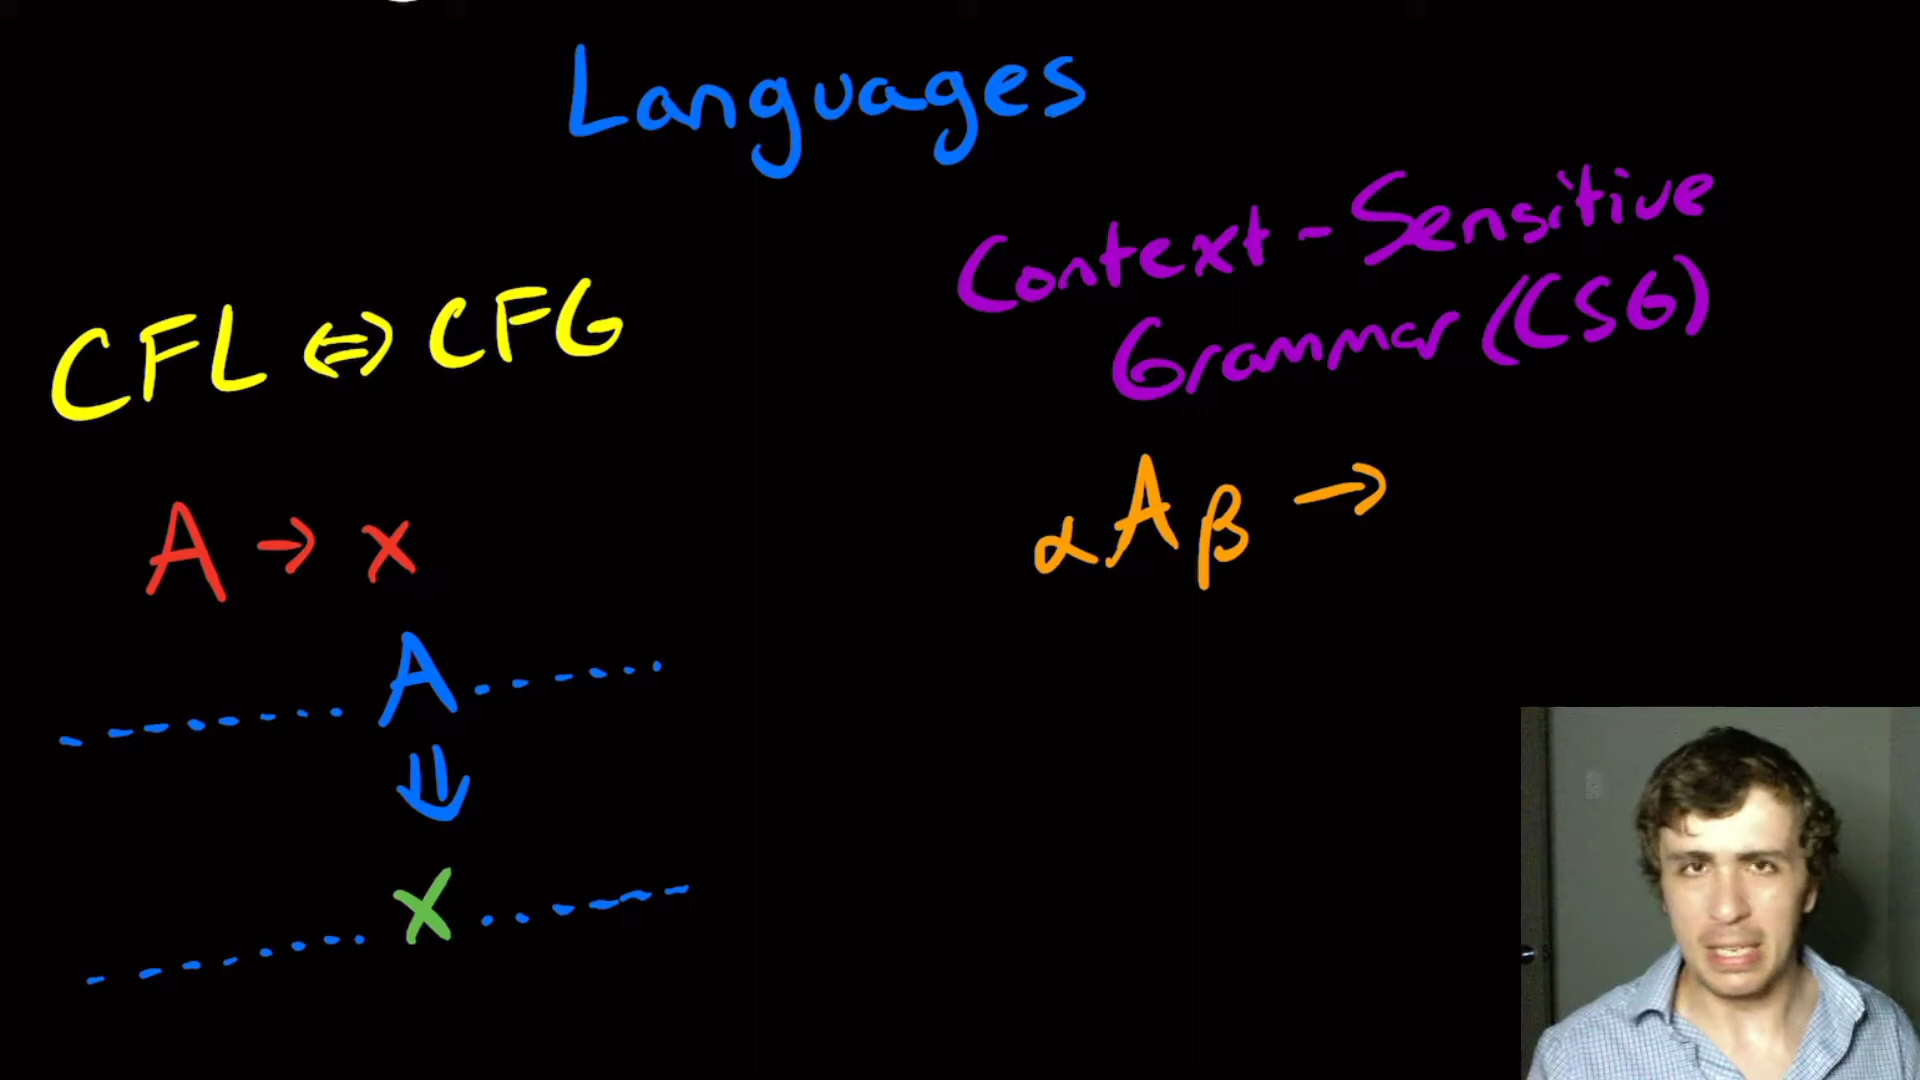 Languages
CFL ⇔ CFG
A → x
A
⇓
X
Context-Sensitive
Grammar (CSG)
αAβ →